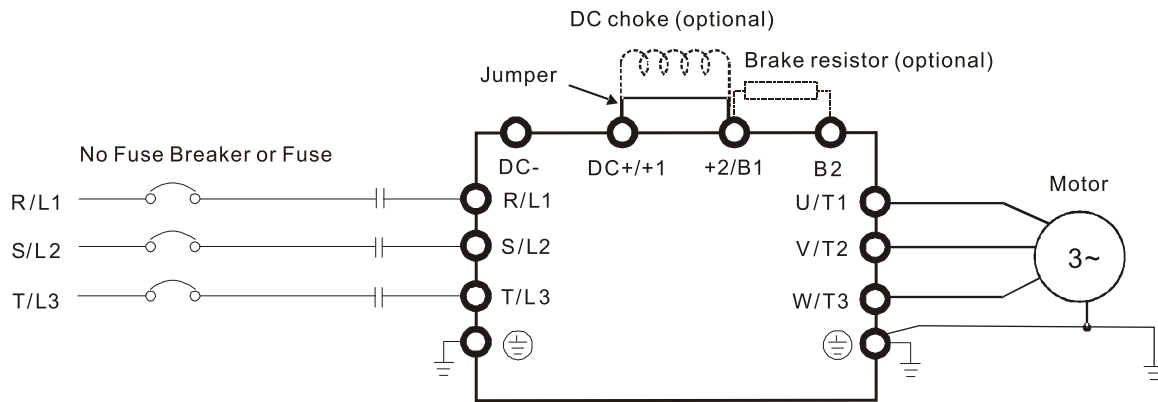 DC choke (optional)
Brake resistor (optional)
Jumper
No Fuse Breaker or Fuse
DC-
DC+/+1
+2/B1
B2
Motor
R/L1
R/L1
U/T1
S/L2
S/L2
V/T2
3~
T/L3
T/L3
W/T3